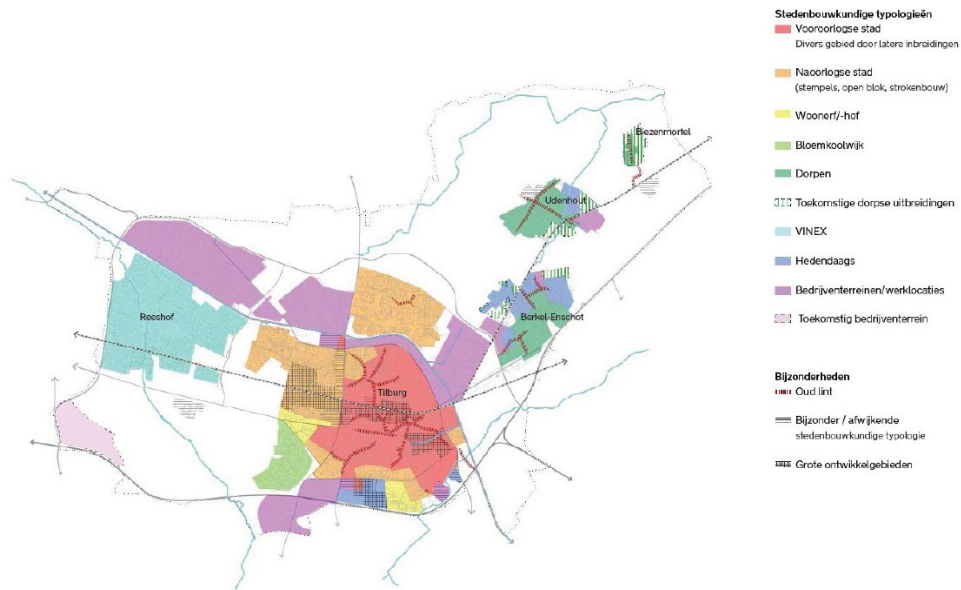 Stedenbouwkundige typologieën
Vooroorlogse stad
Divers gebied door latere inbreidingen
Naoorlogse stad
(stempels, open blok, strokenbouw)
Woonerf/-hof
Bloemkoolwijk
Dorpen
Toekomstige dorpse uitbreidingen
VINEX
Hedendaags
Bedrijventerreinen/werklocaties
Toekomstig bedrijventerrein
Bijzonderheden
Oud lint
Bijzonder / afwijkende
stedenbouwkundige typologie
Grote ontwikkelgebieden
Biezenmortel
Udenhout
Berkel-Enschot
Reeshof
Tilburg